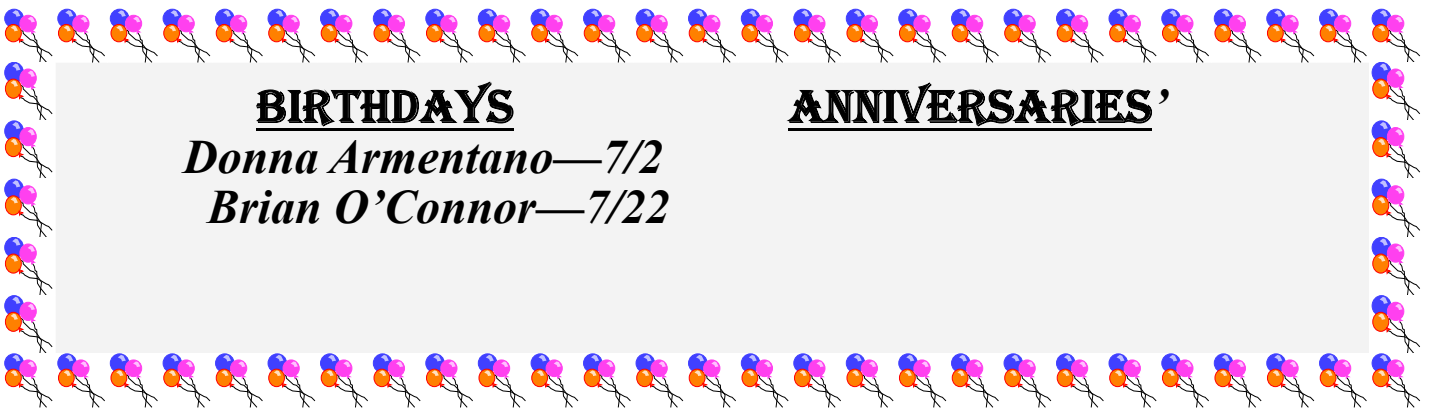 BIRTHDAYS ANNIVERSARIES’
Donna Armentano—7/2
Brian O’Connor—7/22